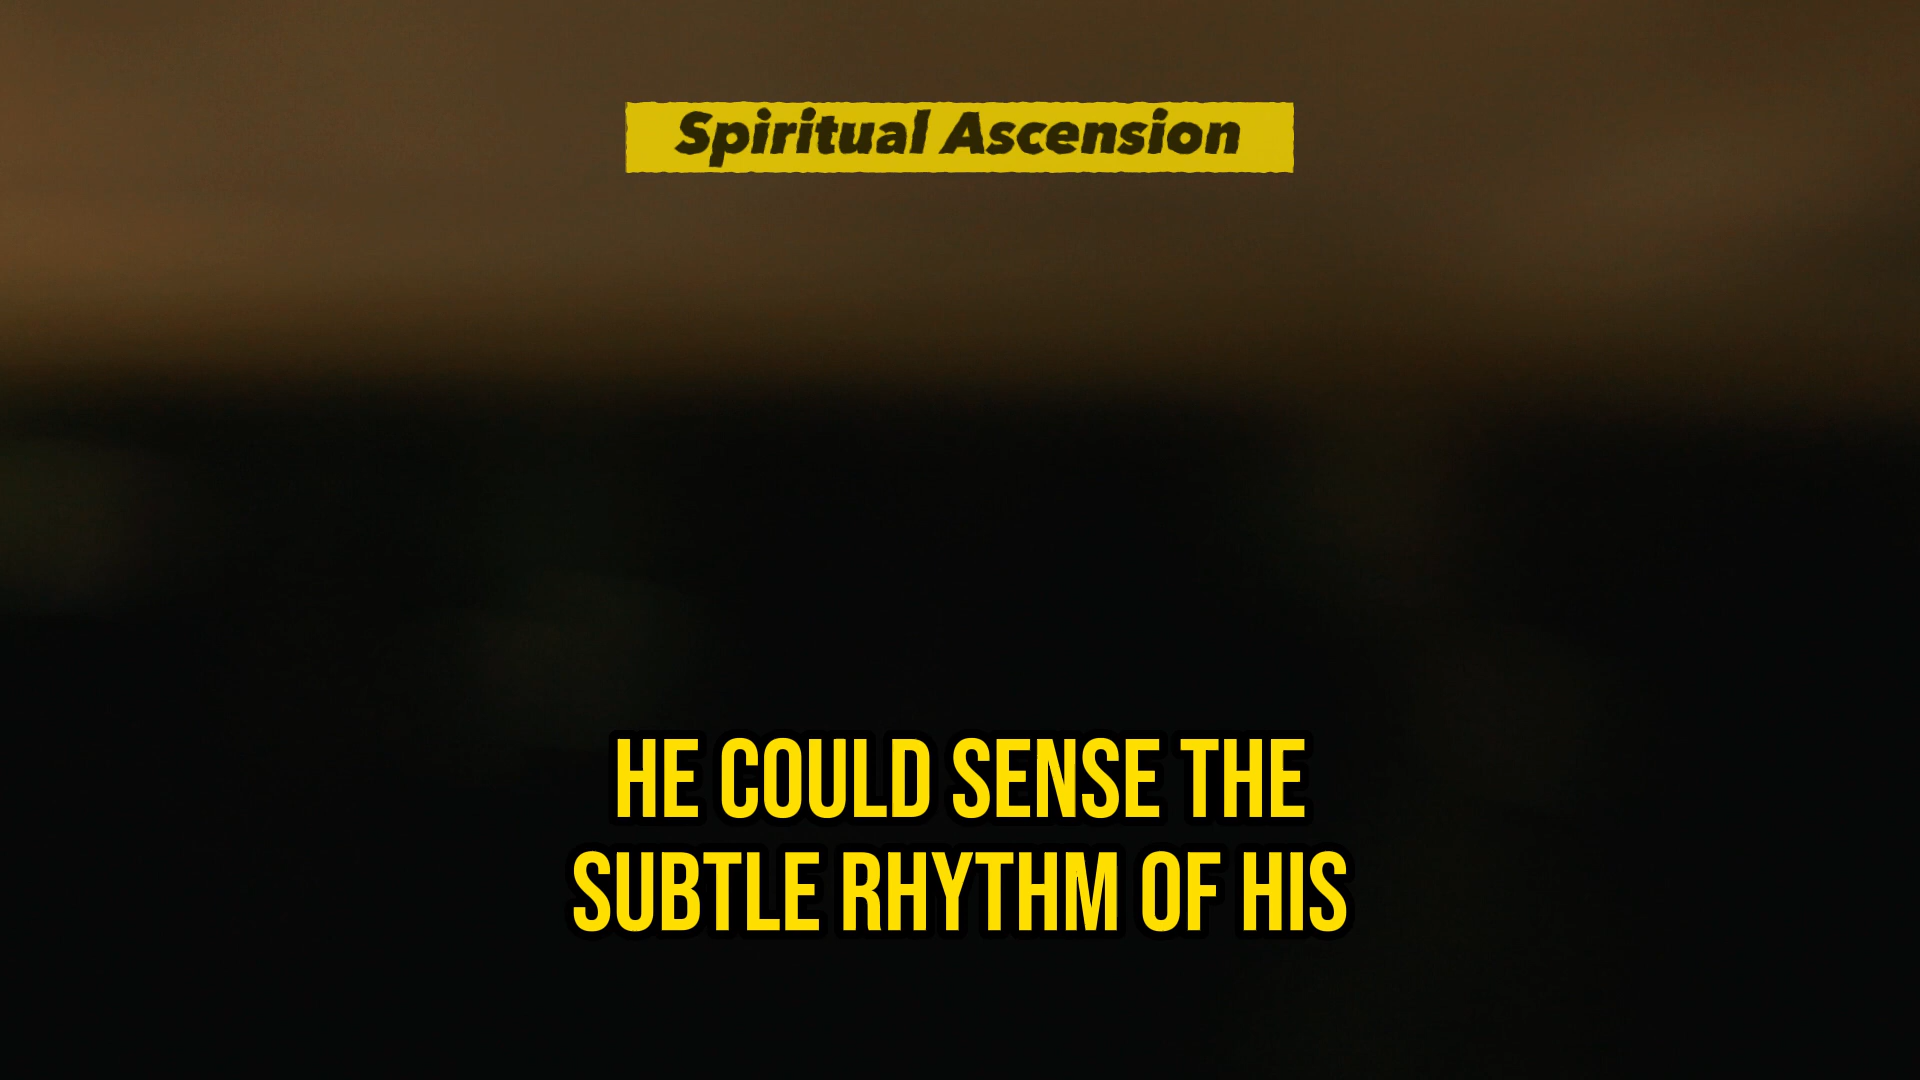 Spiritual Ascension
HE COULD SENSE THE
SUBTLE RHYTHM OF HIS